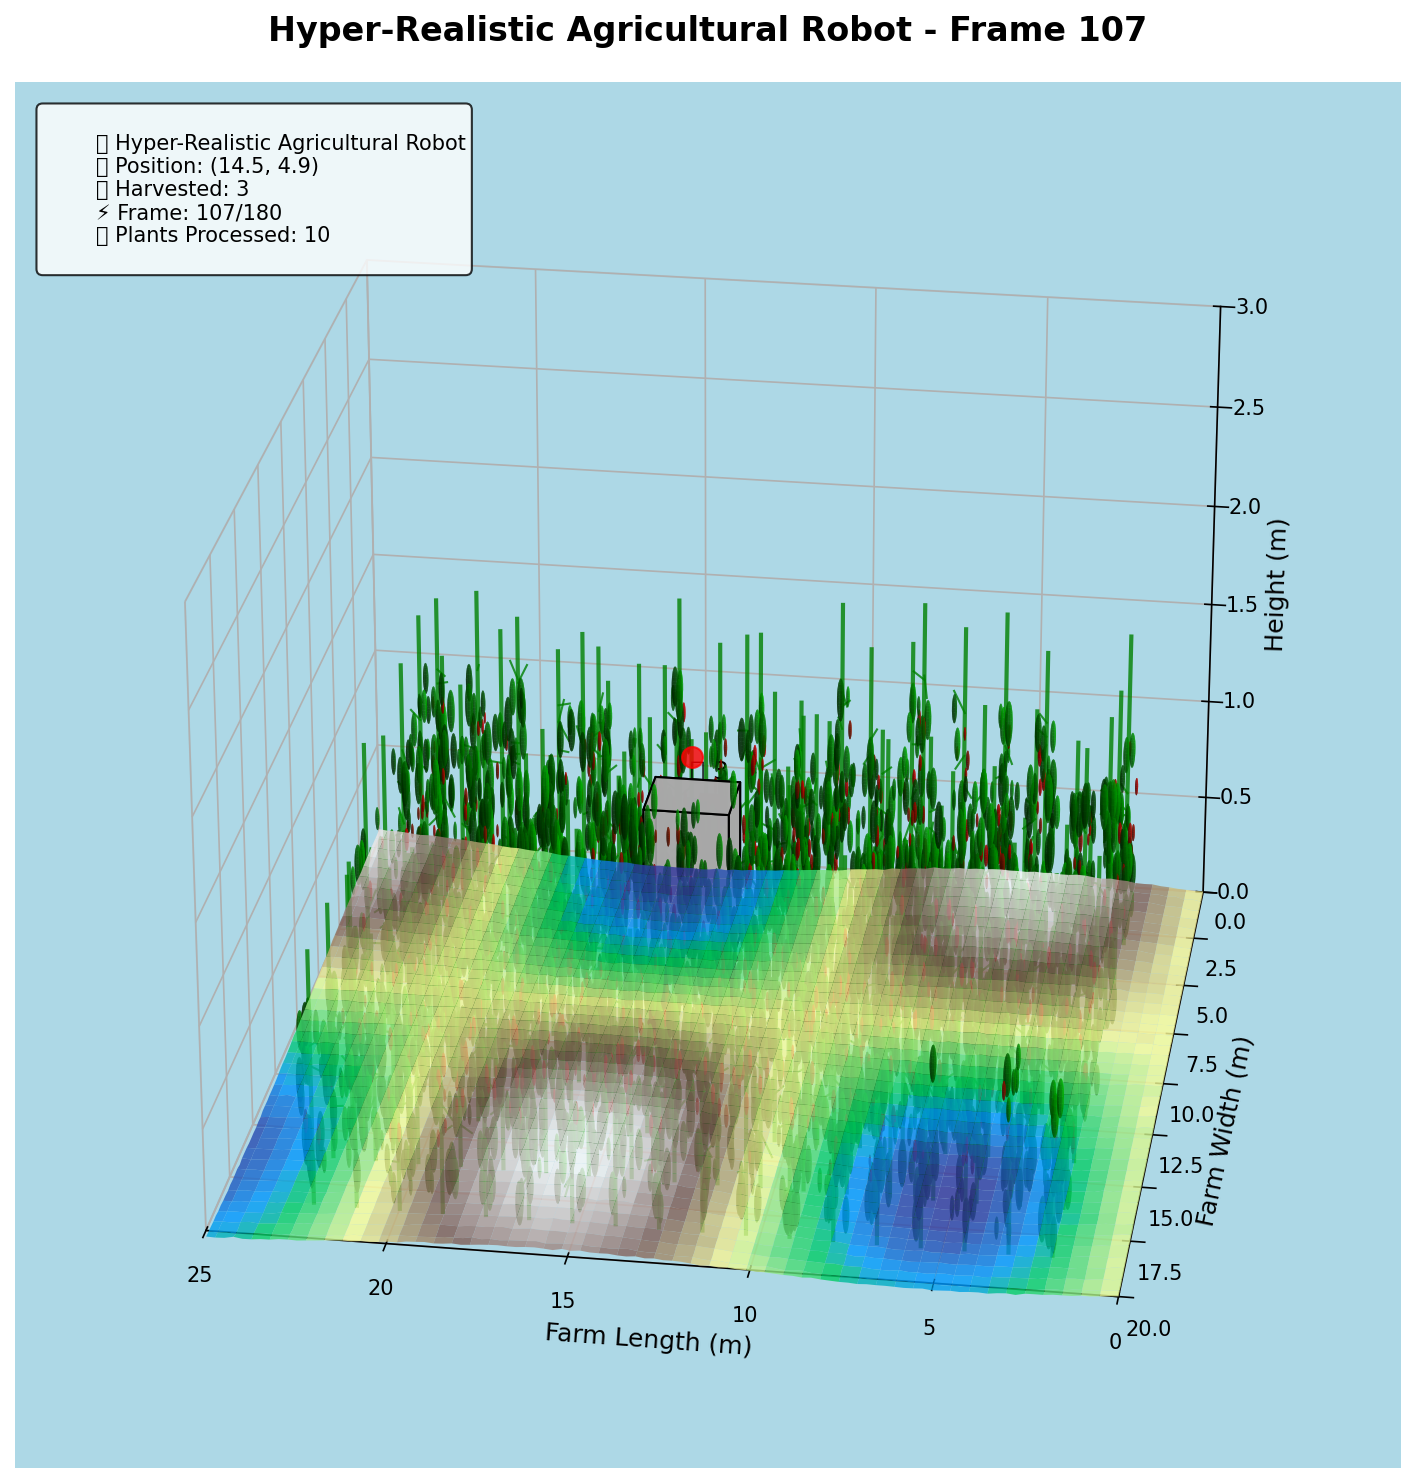 Hyper-Realistic Agricultural Robot - Frame 107
▯ Hyper-Realistic Agricultural Robot
▯ Position: (14.5, 4.9)
▯ Harvested: 3
⚡ Frame: 107/180
▯ Plants Processed: 10
3.0
2.5
2.0
1.5
1.0
0.5
0.0
Height (m)
0.0
2.5
5.0
7.5
10.0
12.5
15.0
17.5
20.0
Farm Width (m)
25
20
15
10
5
0
Farm Length (m)